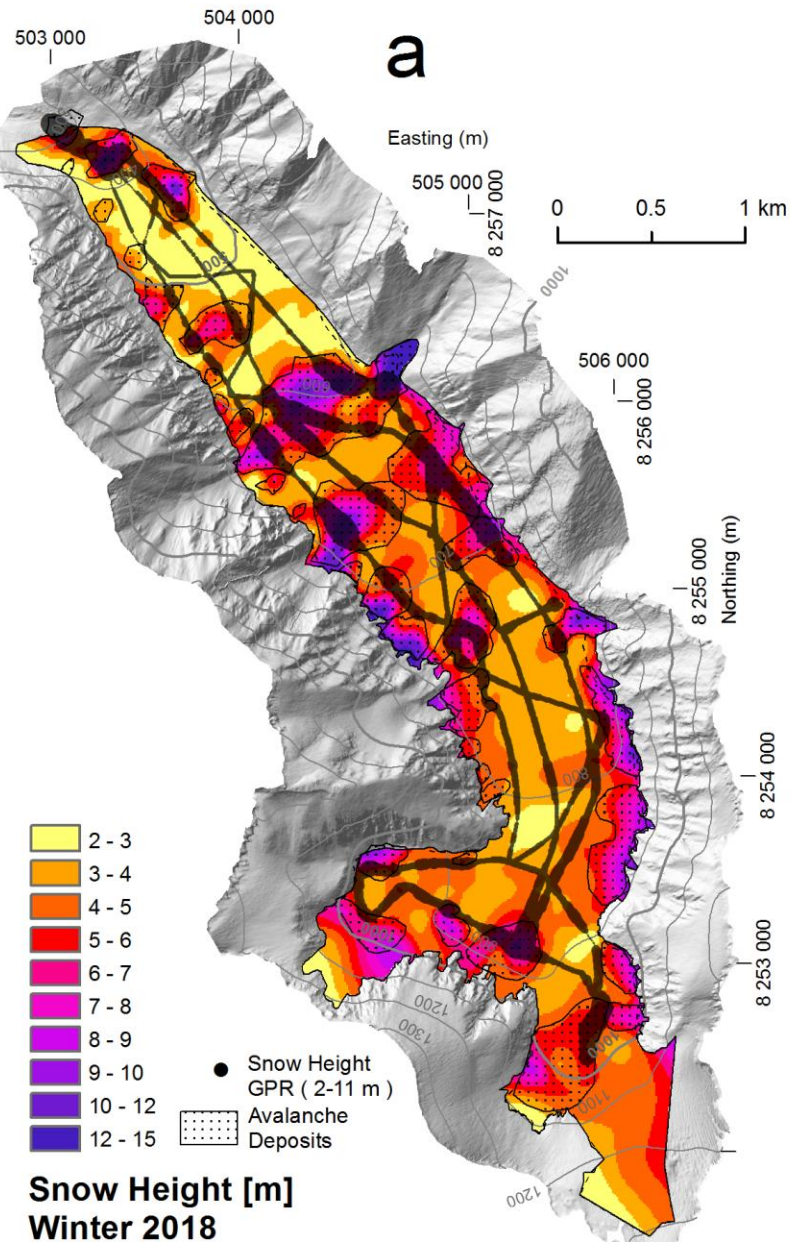 504 000
503 000
a
Easting (m)
505 000
8 257 000
0 0.5 1 km
1000
500
506 000
8 256 000
600
8 255 000
Northing (m)
8 254 000
800
2 - 3
3 - 4
4 - 5
5 - 6
6 - 7
7 - 8
8 - 9
9 - 10
10 - 12
12 - 15
8 253 000
1200
1300
1000
1100
1200
Snow Height
GPR ( 2-11 m )
Avalanche
Deposits
Snow Height [m]
Winter 2018